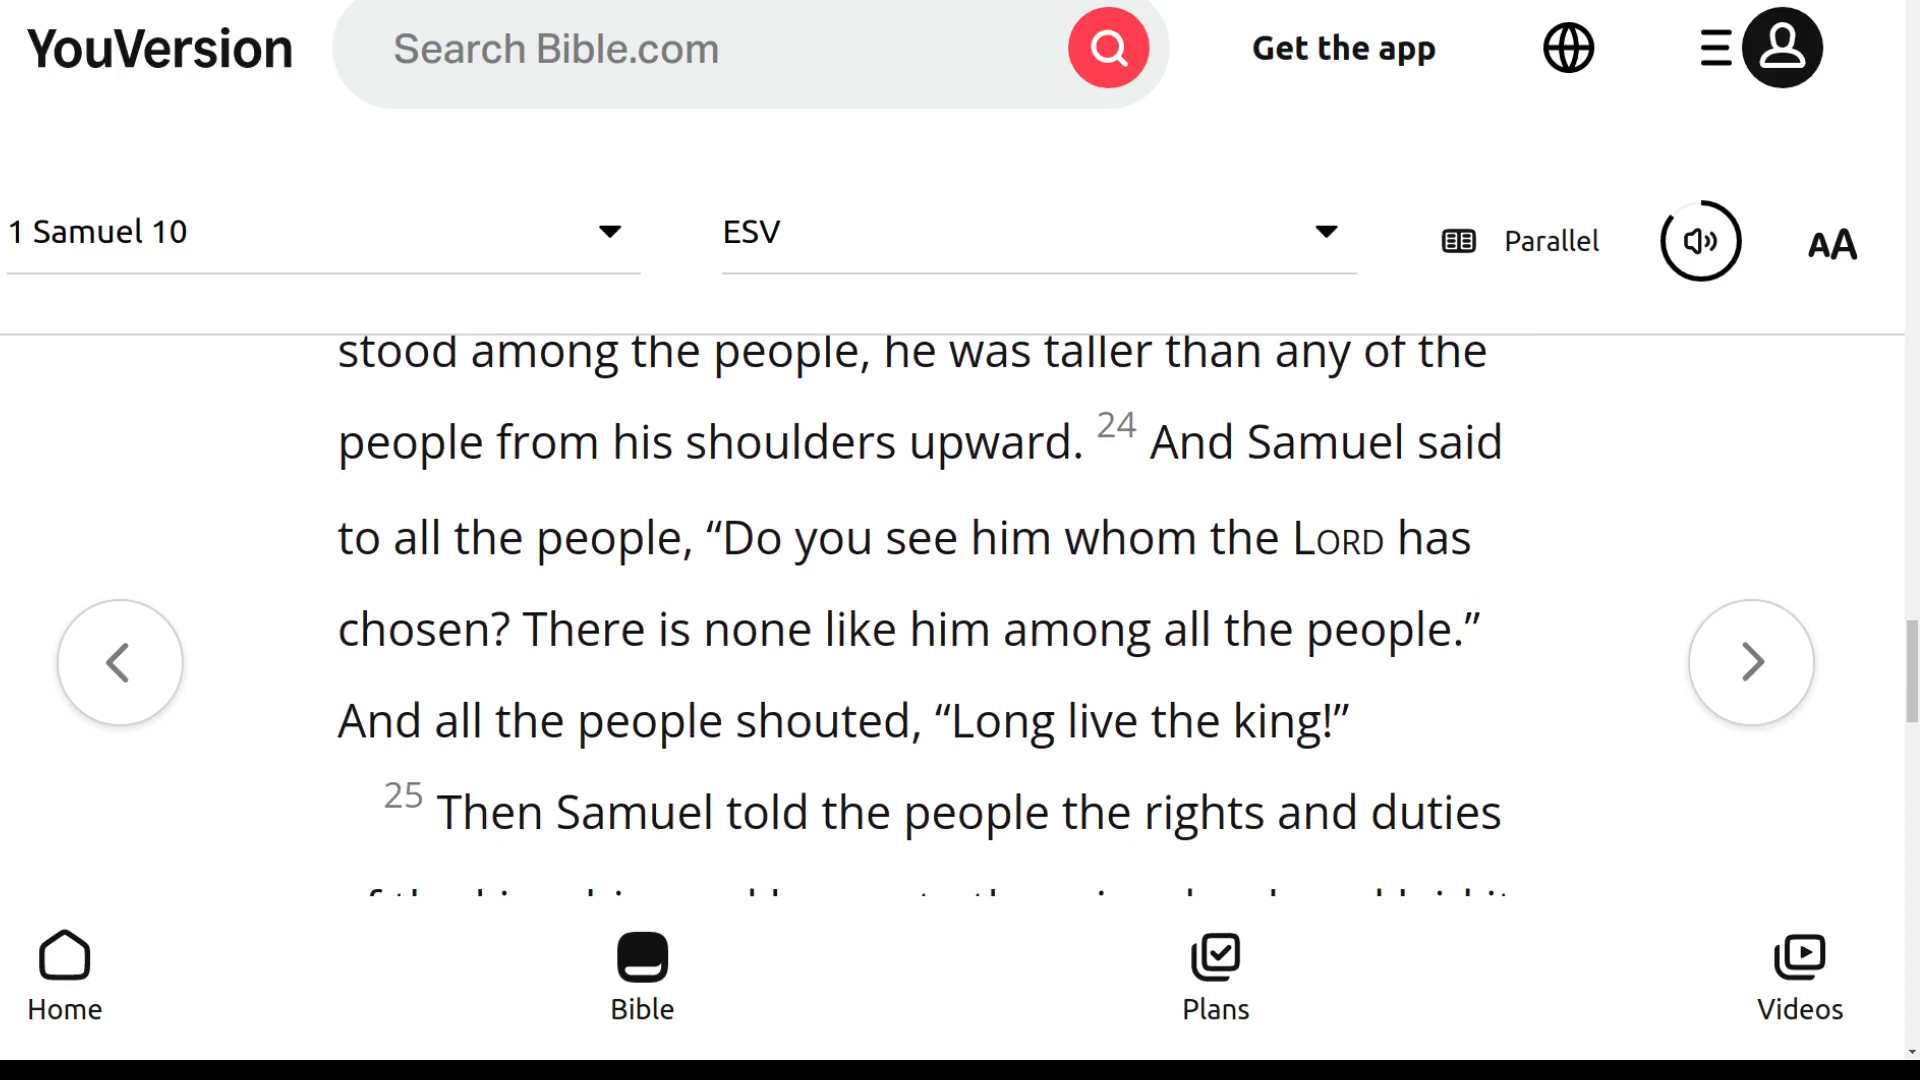 YouVersion
Search Bible.com
Get the app
1 Samuel 10
ESV
Parallel
AA
stood among the people, he was taller than any of the
people from his shoulders upward. 24 And Samuel said
to all the people, “Do you see him whom the LORD has
chosen? There is none like him among all the people.”
And all the people shouted, “Long live the king!”
25 Then Samuel told the people the rights and duties
Home
Bible
Plans
Videos